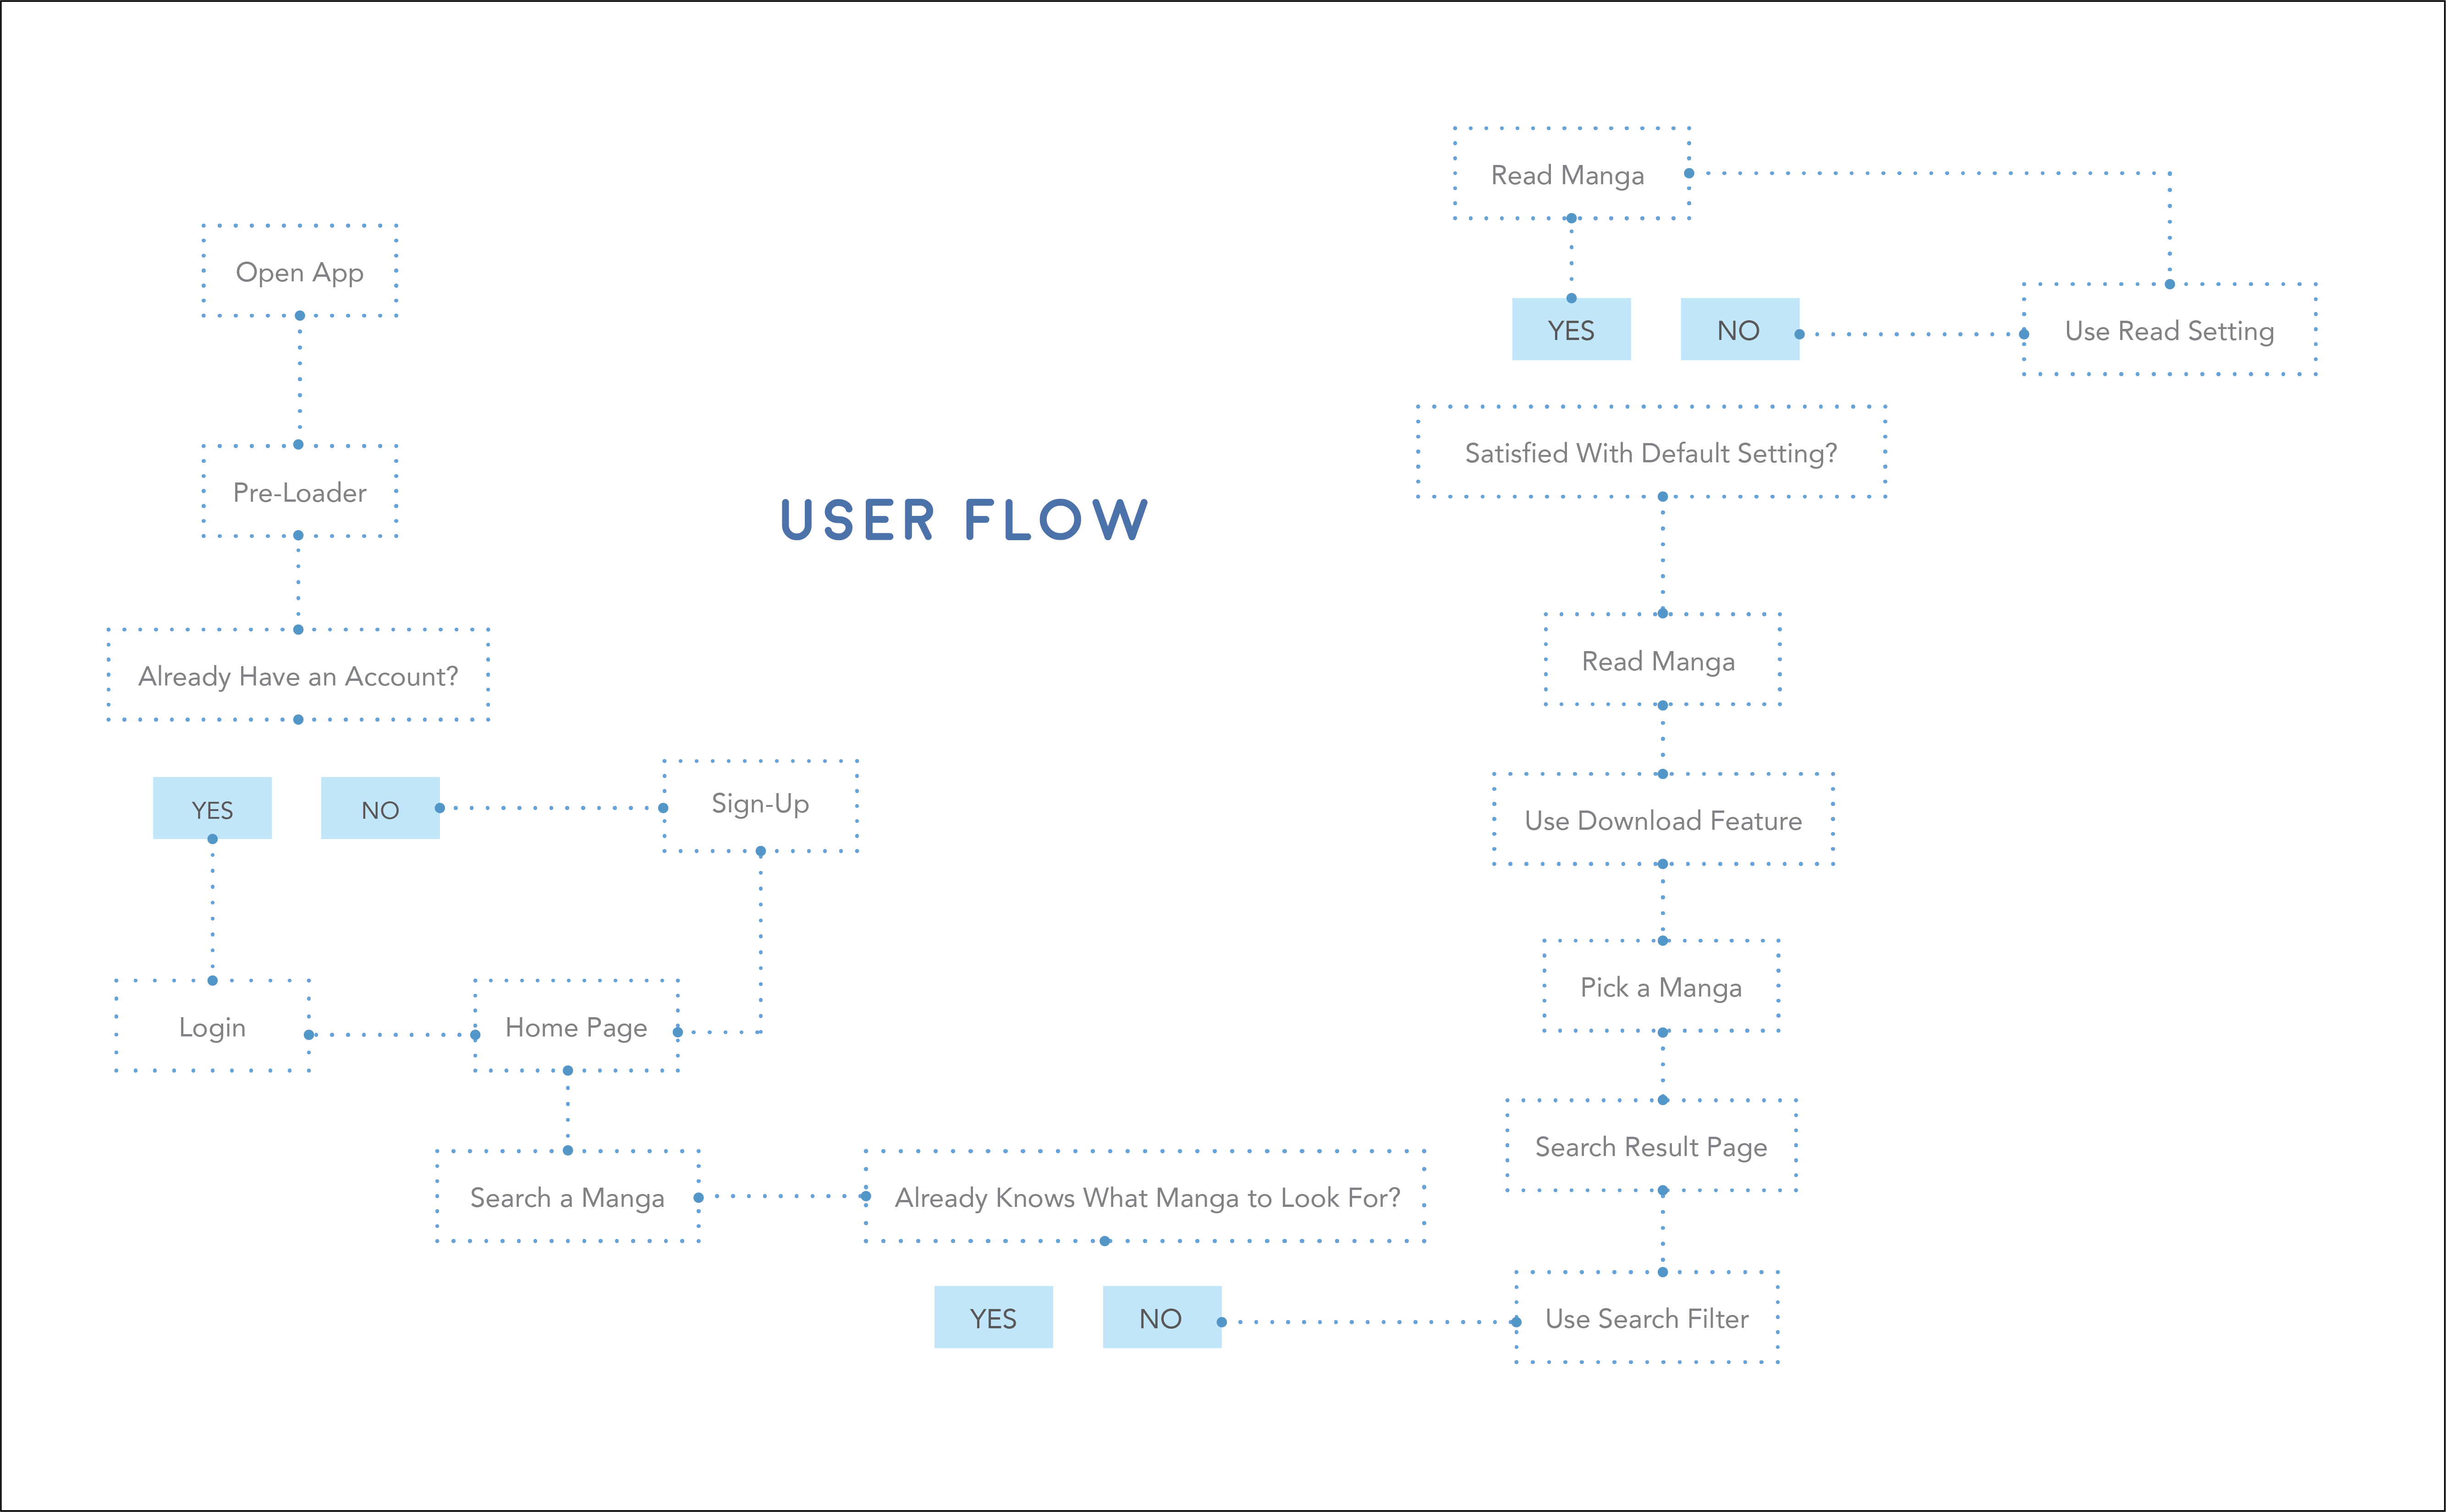 USER FLOW
Open App
Pre-Loader
Already Have an Account?
YES
NO
Sign-Up
Login
Home Page
Search a Manga
Already Knows What Manga to Look For?
YES
NO
Use Search Filter
Search Result Page
Pick a Manga
Use Download Feature
Read Manga
Satisfied With Default Setting?
YES
NO
Use Read Setting
Read Manga